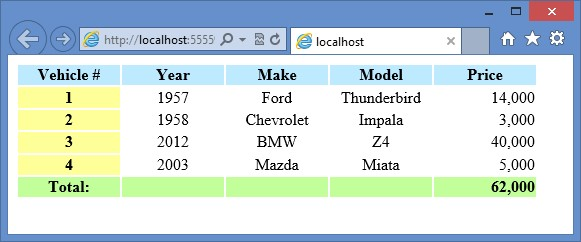 http://localhost:5555
localhost
Vehicle # Year Make Model Price
1 1957 Ford Thunderbird 14,000
2 1958 Chevrolet Impala 3,000
3 2012 BMW Z4 40,000
4 2003 Mazda Miata 5,000
Total: 62,000